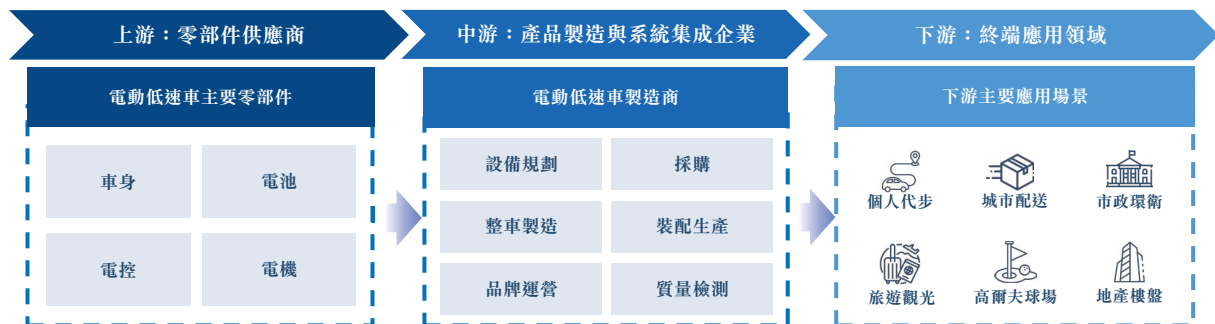 上游：零部件供應商
中游：產品製造與系統集成企業
下游：終端應用領域
電動低速車主要零部件
電動低速車製造商
下游主要應用場景
車身
電池
電控
電機
設備規劃
採購
整車製造
裝配生產
品牌運營
質量檢測
個人代步
城市配送
市政環衛
旅遊觀光
高爾夫球場
地產樓盤